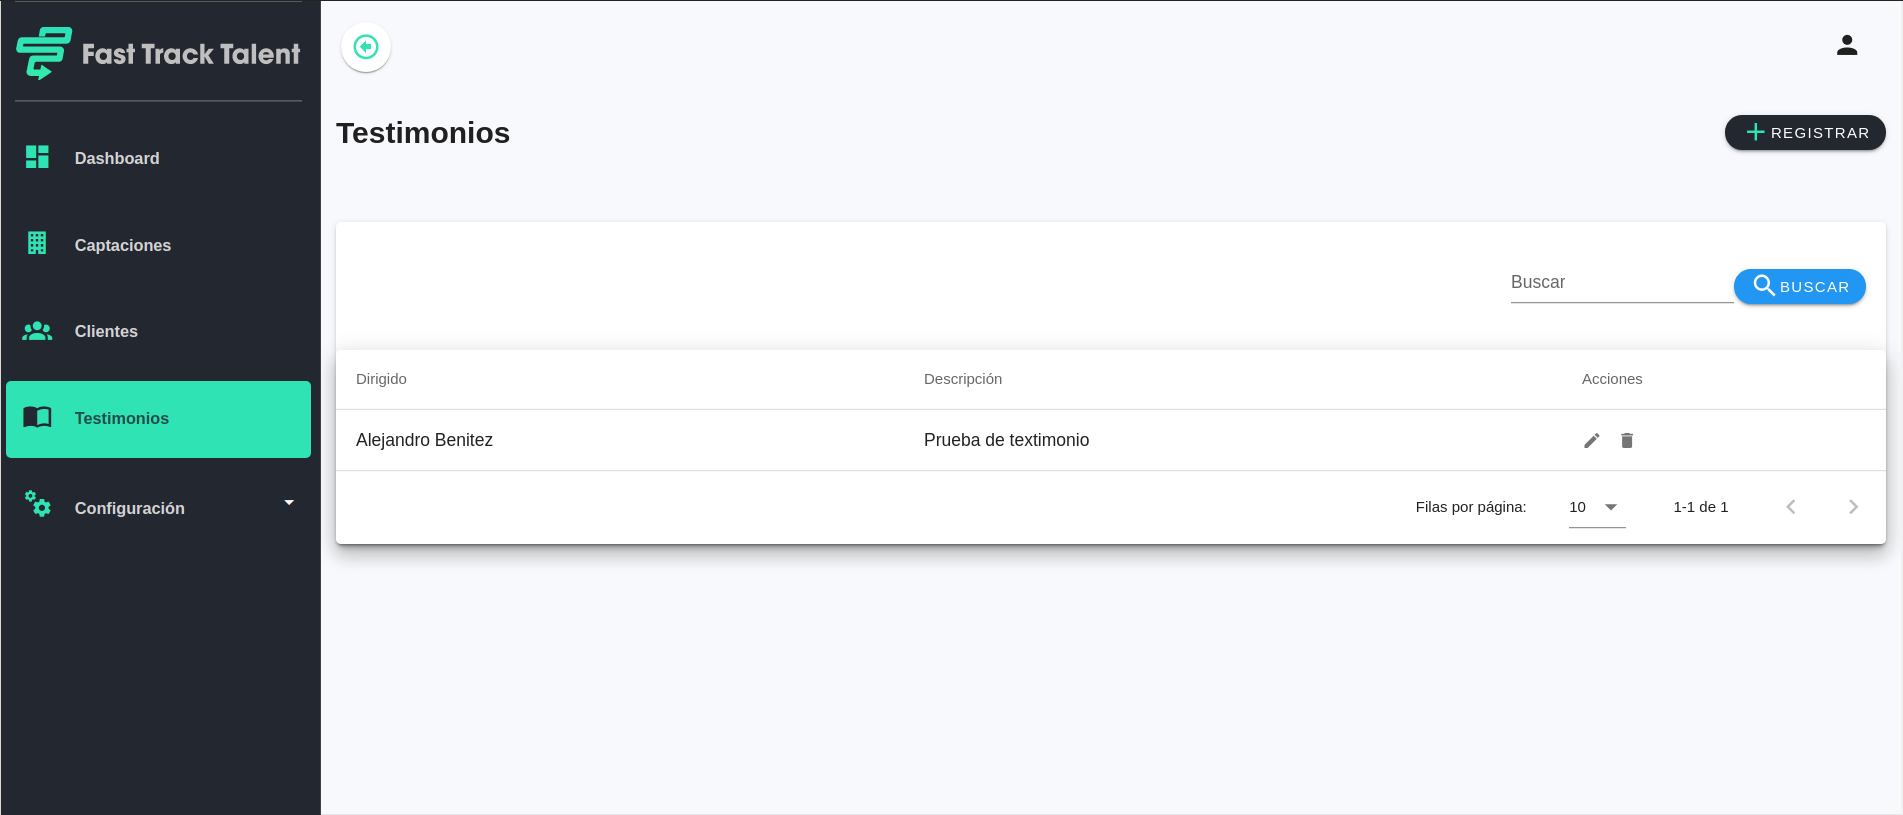 Fast Track Talent
Dashboard
Captaciones
Clientes
Testimonios
Configuración
Testimonios
REGISTRAR
Buscar
BUSCAR
Dirigido Descripción Acciones
Alejandro Benitez Prueba de textimonio
Filas por página: 10 1-1 de 1